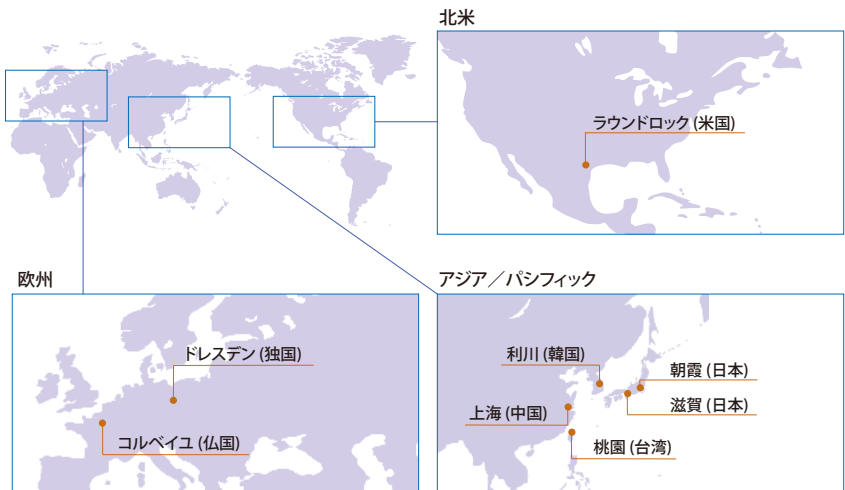 北米
ラウンドロック (米国)
欧州
ドレスデン (独国)
コルベイユ (仏国)
アジア／パシフィック
利川 (韓国)
朝霞 (日本)
滋賀 (日本)
上海 (中国)
桃園 (台湾)